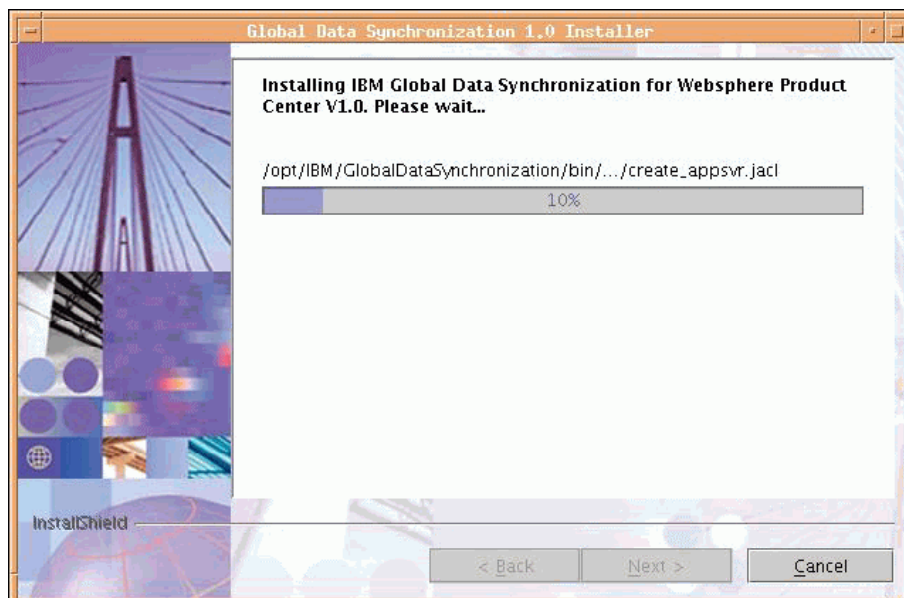 Global Data Synchronization 1.0 Installer
Installing IBM Global Data Synchronization for Websphere Product
Center V1.0. Please wait...
/opt/IBM/GlobalDataSynchronization/bin/.../create_appsvr.jacl
10%
InstallShield
< Back
Next >
Cancel